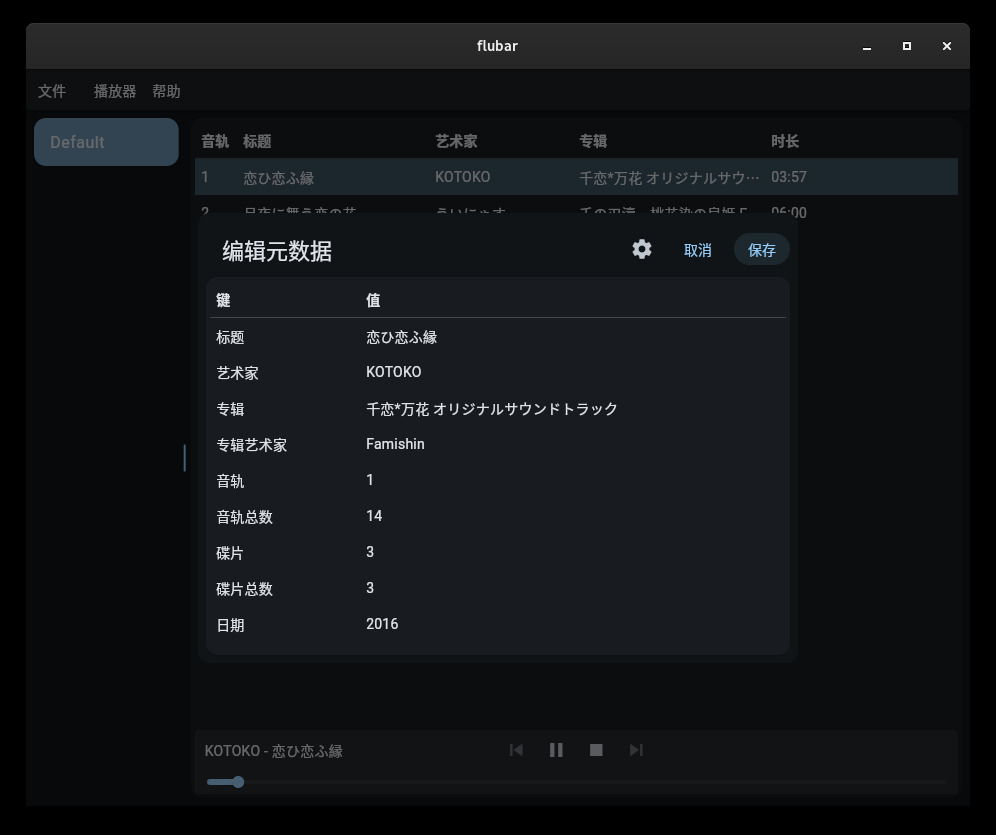 flubar
文件 播放器 帮助
Default
音轨 标题 艺术家 专辑 时长
1 恋ひ恋ふ縁 KOTOKO 千恋*万花 オリジナルサウ… 03:57
2 06:00
编辑元数据 取消 保存
键 值
标题 恋ひ恋ふ縁
艺术家 KOTOKO
专辑 千恋*万花 オリジナルサウンドトラック
专辑艺术家 Famishin
音轨 1
音轨总数 14
碟片 3
碟片总数 3
日期 2016
KOTOKO - 恋ひ恋ふ縁